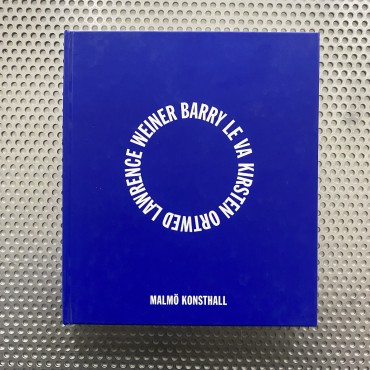 LAWRENCE WEINER BARRY LE VA KIRSTEN ORTWED
MALMÖ KONSTHALL